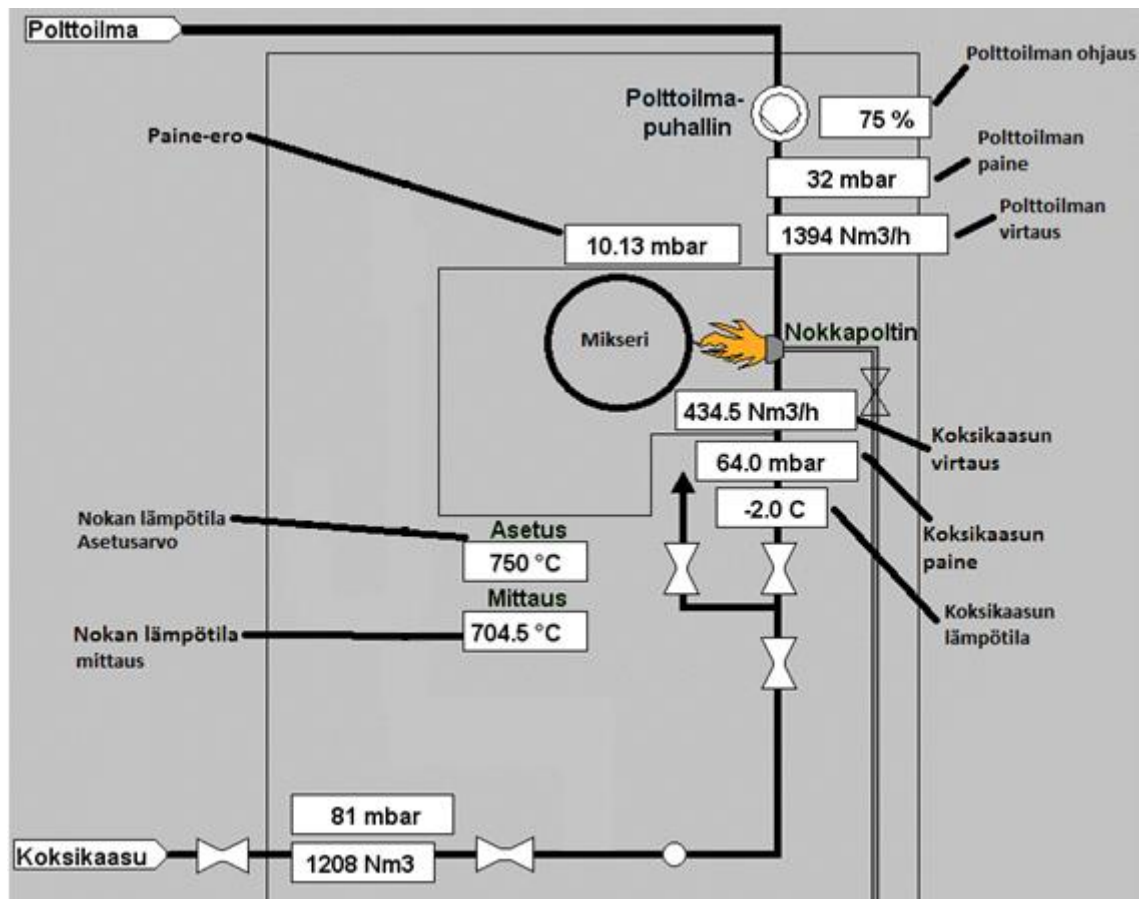 Polttoilma
Polttoilman ohjaus
Polttoilma-
puhallin
75 %
Paine-ero
Polttoilman
paine
32 mbar
Polttoilman
virtaus
10.13 mbar
1394 Nm3/h
Mikseri
Nokkapoltin
434.5 Nm3/h
Koksikaasun
virtaus
64.0 mbar
-2.0 C
Nokan lämpötila
Asetusarvo
Asetus
750 °C
Koksikaasun
paine
Mittaus
704.5 °C
Nokan lämpötila
mittaus
Koksikaasun
lämpötila
81 mbar
Koksikaasu
1208 Nm3